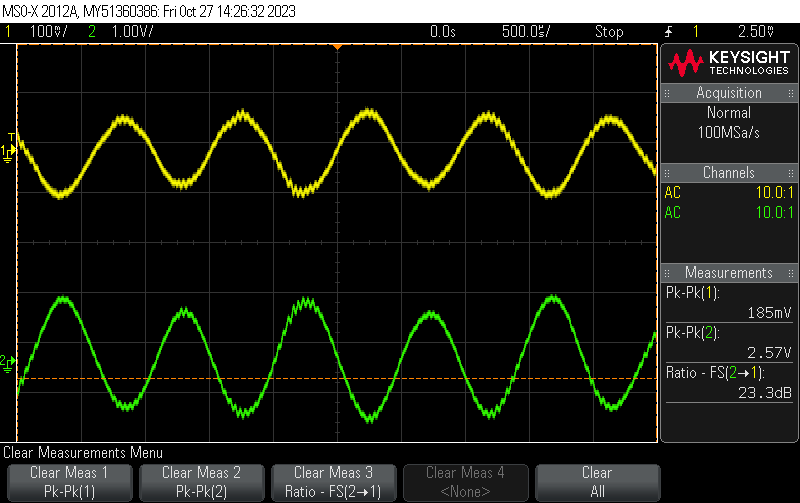 MSO-X 2012A, MY51360386: Fri Oct 27 14:26:32 2023
1 100mV/ 2 1.00V/ 0.0s 500.0µs/ Stop 1 2.50V
KEYSIGHT
TECHNOLOGIES
Acquisition
Normal
100MSa/s
Channels
AC 10.0:1
AC 10.0:1
Measurements
Pk-Pk(1):
185mV
Pk-Pk(2):
2.57V
Ratio - FS(2→1):
23.3dB
T
1
2
Clear Measurements Menu
Clear Meas 1
Pk-Pk(1)
Clear Meas 2
Pk-Pk(2)
Clear Meas 3
Ratio - FS(2→1)
Clear Meas 4
<None>
Clear
All